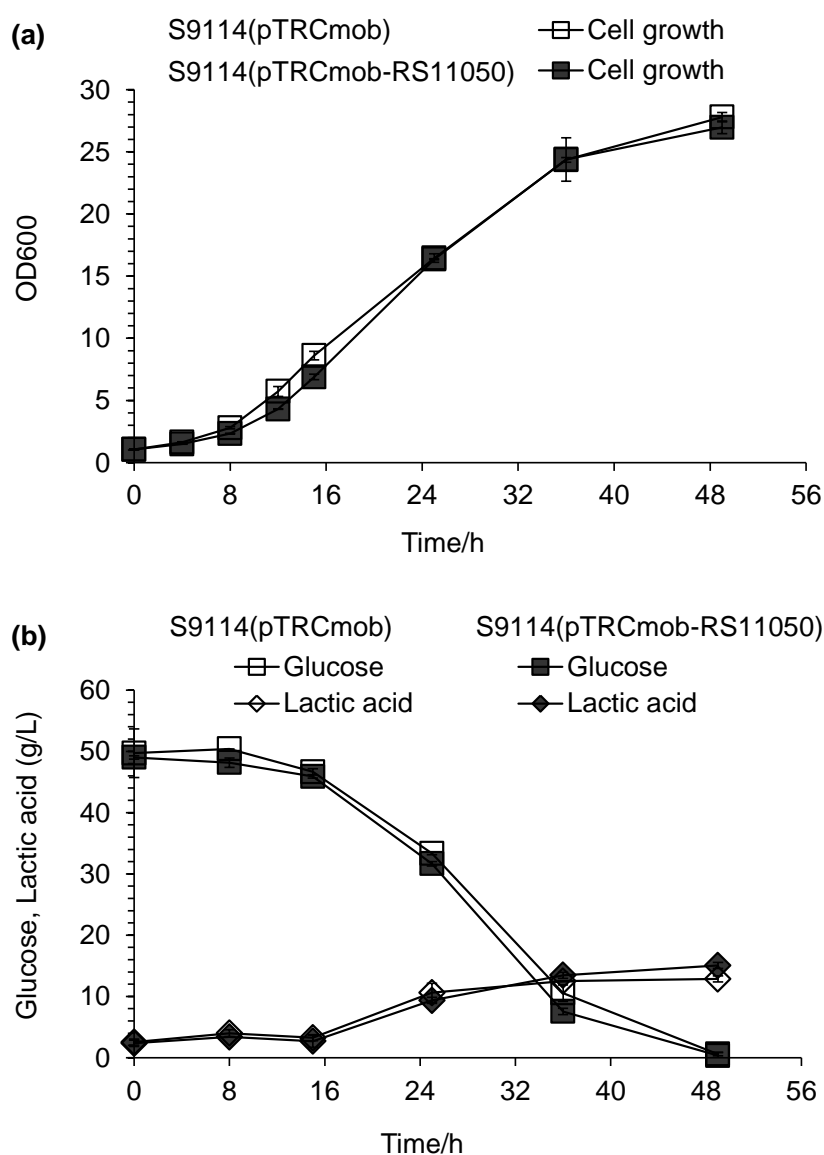 (a)
S9114(pTRCmob) Cell growth
S9114(pTRCmob-RS11050) Cell growth
30
25
20
15
10
5
0
OD600
0 8 16 24 32 40 48 56
Time/h
(b)
S9114(pTRCmob) S9114(pTRCmob-RS11050)
Glucose Glucose
Lactic acid Lactic acid
60
50
40
30
20
10
0
Glucose, Lactic acid (g/L)
0 8 16 24 32 40 48 56
Time/h